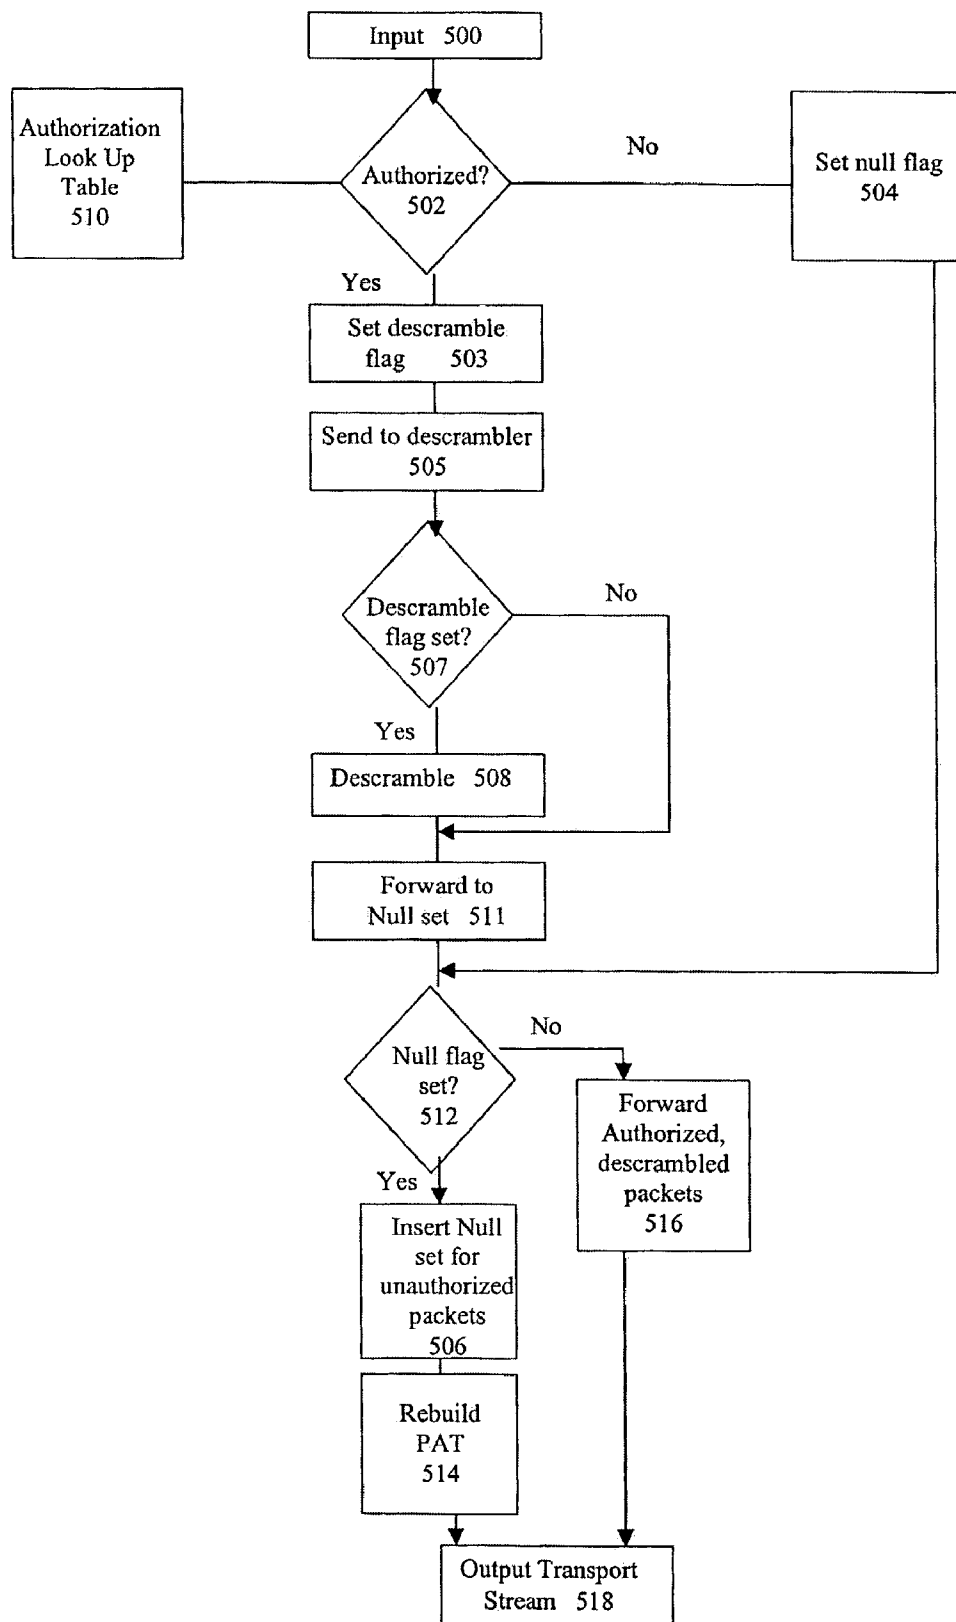 Input 500
Authorization
Look Up
Table
510
Authorized?
502
No
Set null flag
504
Yes
Set descramble
flag 503
Send to descrambler
505
Descramble
flag set?
507
No
Yes
Descramble 508
Forward to
Null set 511
Null flag
set?
512
No
Forward
Authorized,
descrambled
packets
516
Yes
Insert Null
set for
unauthorized
packets
506
Rebuild
PAT
514
Output Transport
Stream 518